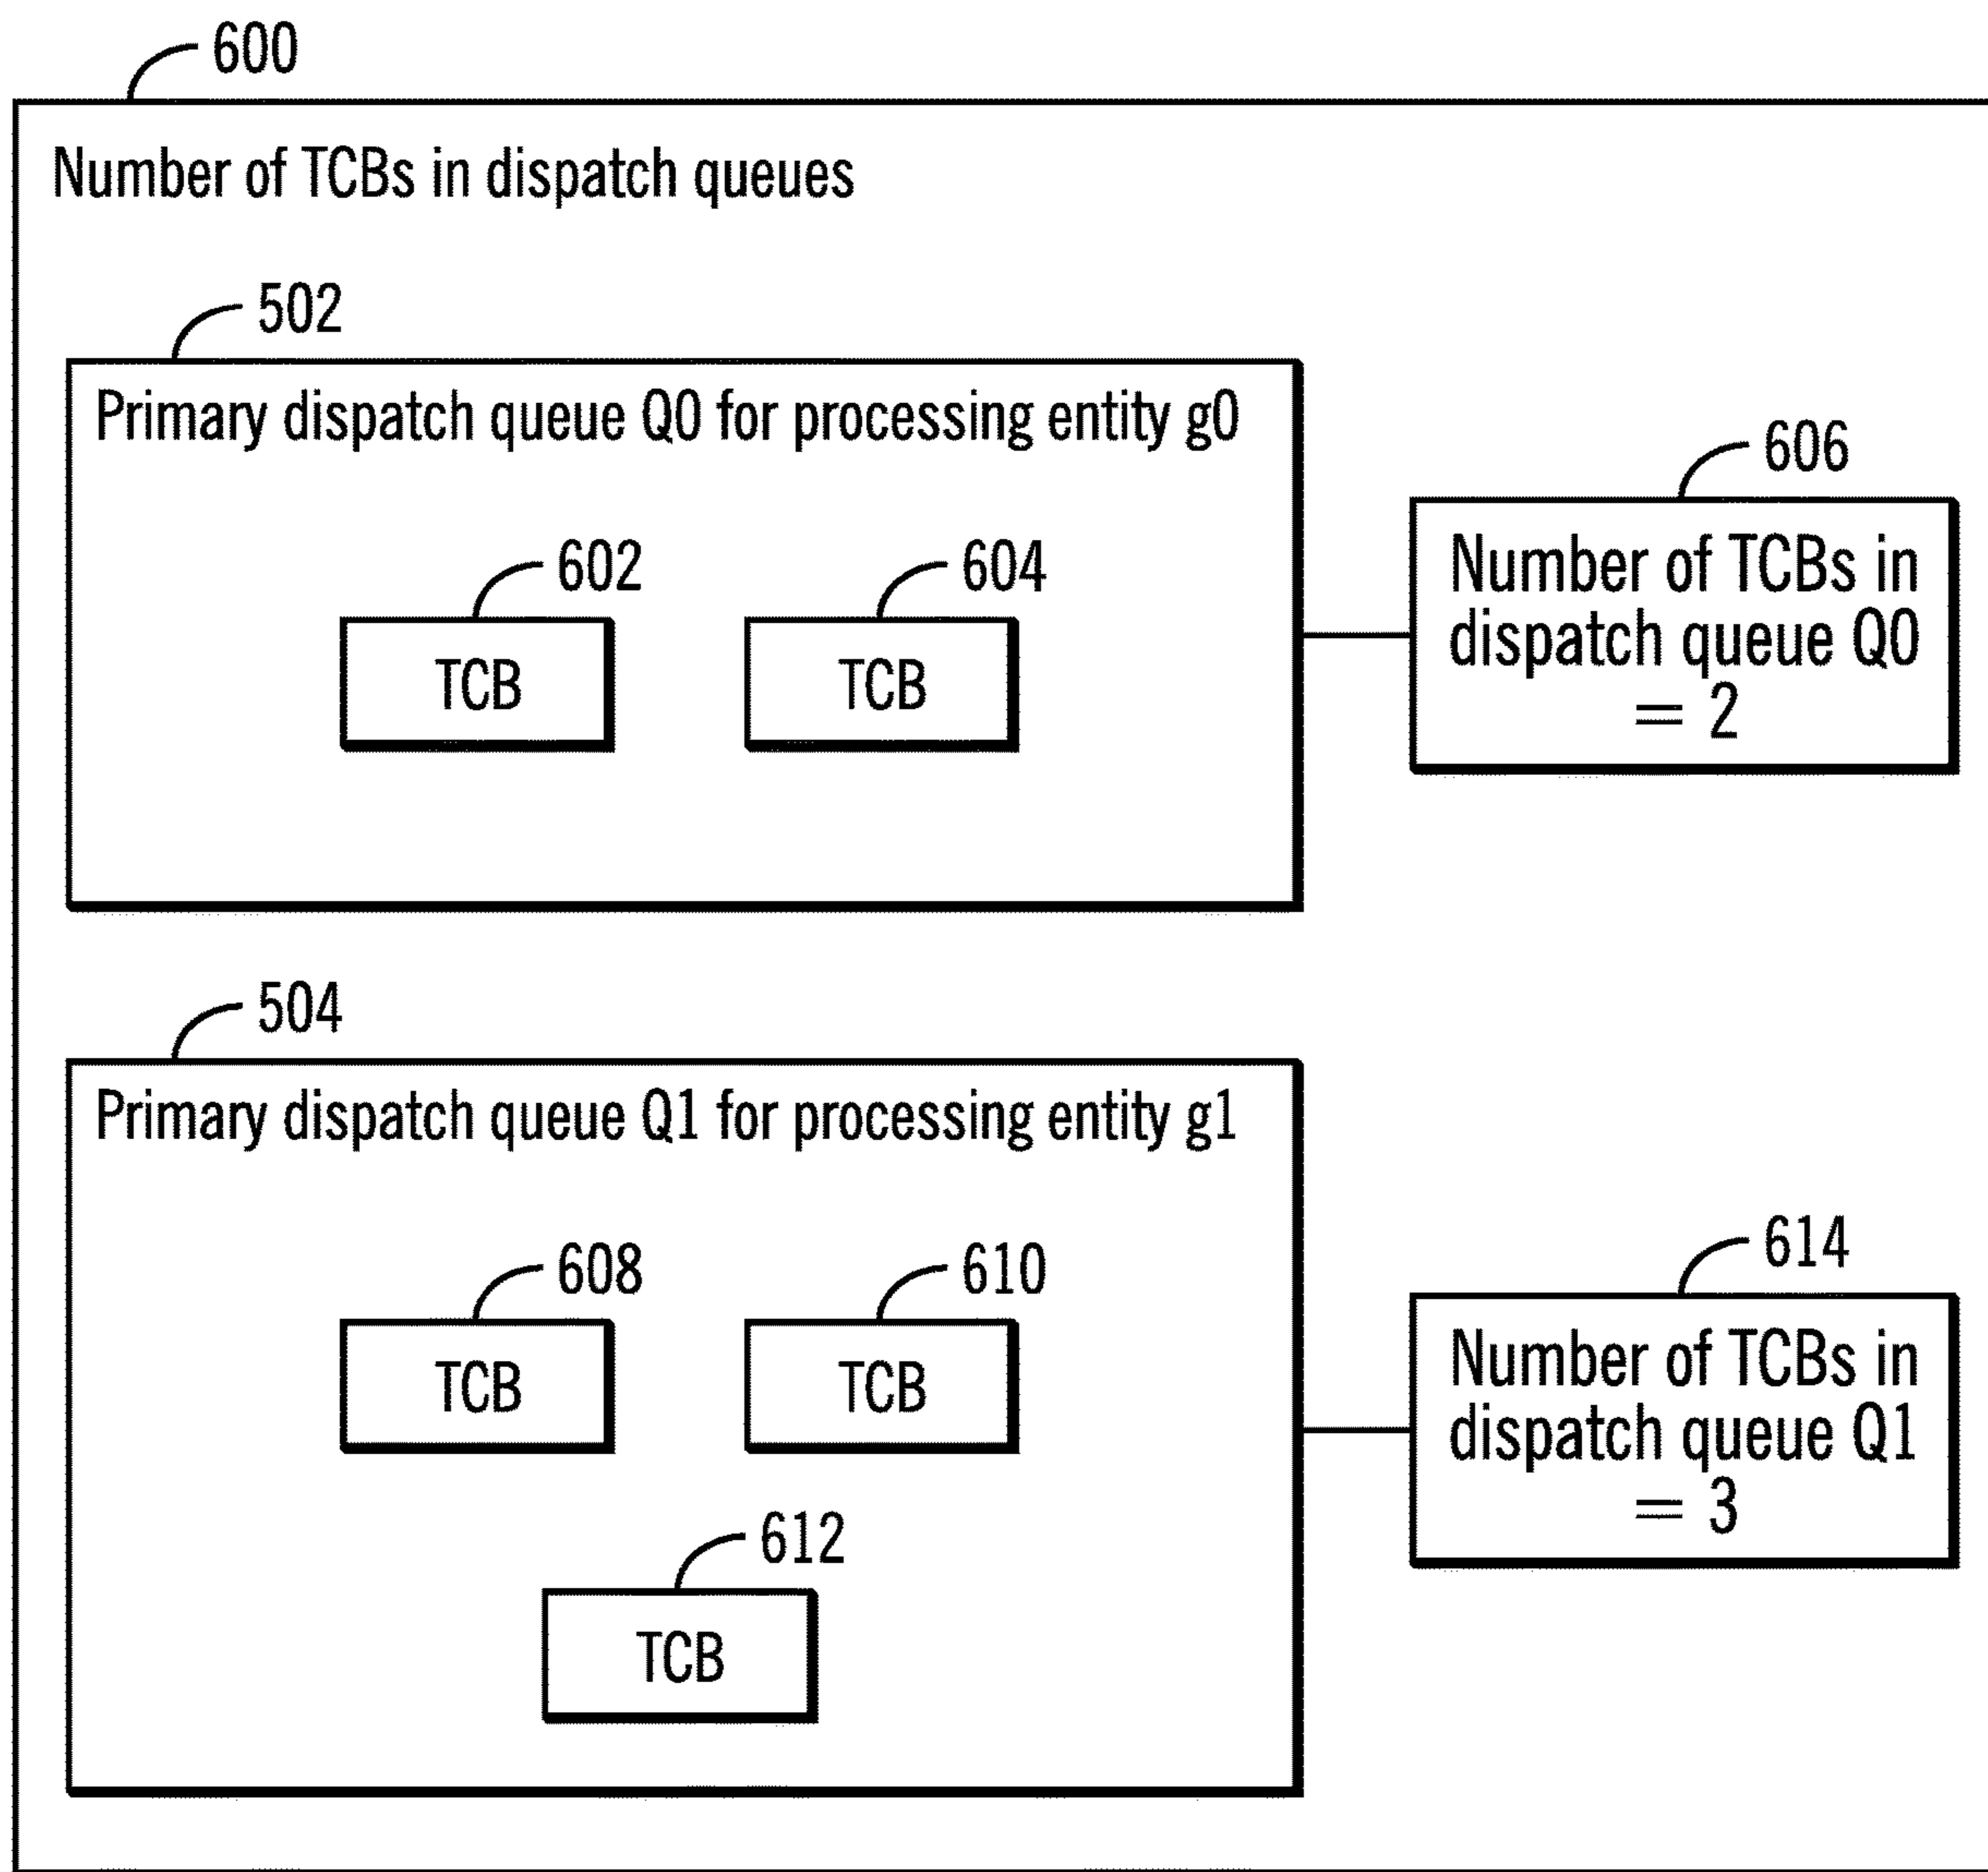 600
Number of TCBs in dispatch queues
502
Primary dispatch queue Q0 for processing entity g0
602
604
TCB
TCB
606
Number of TCBs in
dispatch queue Q0
= 2
504
Primary dispatch queue Q1 for processing entity g1
608
610
TCB
TCB
612
TCB
614
Number of TCBs in
dispatch queue Q1
= 3